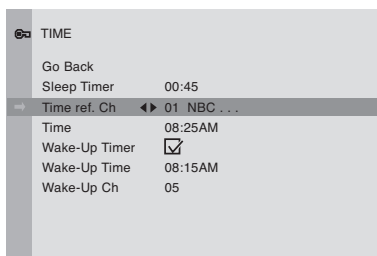 TIME
Go Back
Sleep Timer 00:45
Time ref. Ch 01 NBC . . .
Time 08:25AM
Wake-Up Timer
Wake-Up Time 08:15AM
Wake-Up Ch 05